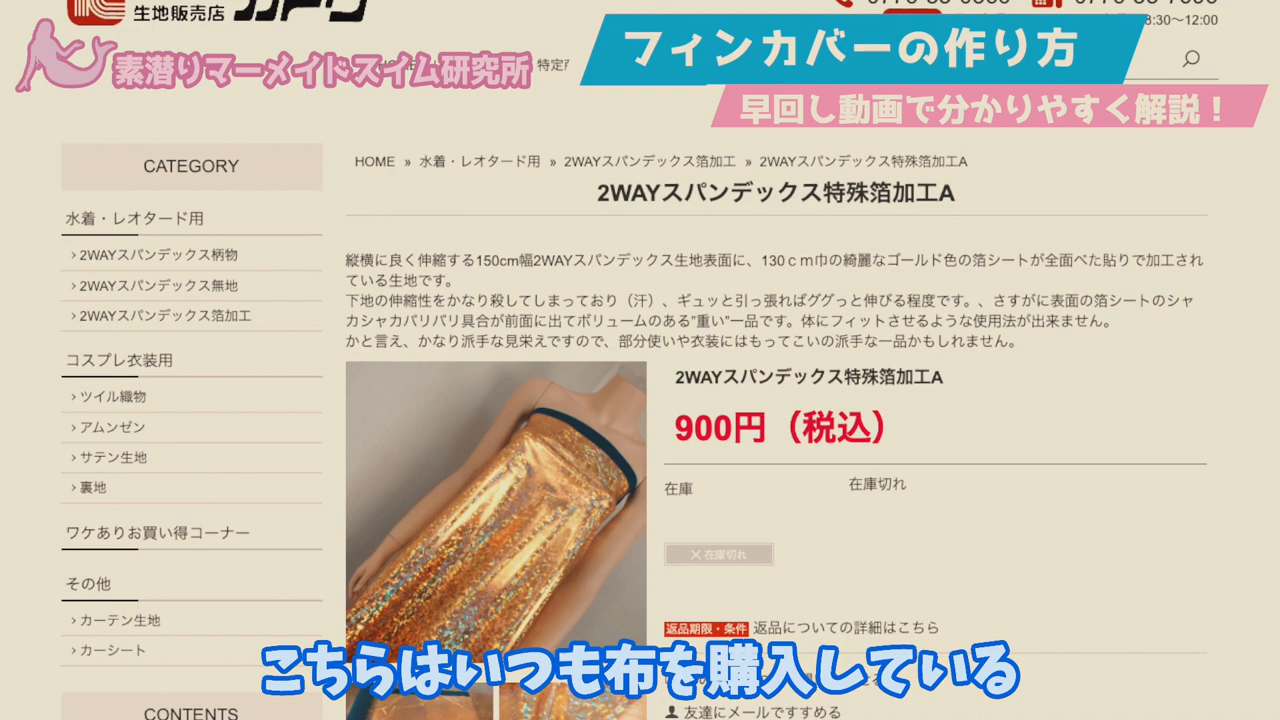 生地販売店
8:30〜12:00
フィンカバーの作り方
素潜りマーメイドスイム研究所
特定
早回し動画で分かりやすく解説！
CATEGORY
水着・レオタード用
› 2WAYスパンデックス柄物
› 2WAYスパンデックス無地
› 2WAYスパンデックス箔加工
コスプレ衣装用
› ツイル織物
› アムンゼン
› サテン生地
› 裏地
ワケありお買い得コーナー
その他
› カーテン生地
› カーシート
CONTENTS
HOME » 水着・レオタード用 » 2WAYスパンデックス箔加工 » 2WAYスパンデックス特殊箔加工A
2WAYスパンデックス特殊箔加工A
縦横に良く伸縮する150cm幅2WAYスパンデックス生地表面に、130ｃｍ巾の綺麗なゴールド色の箔シートが全面べた貼りで加工され
ている生地です。
下地の伸縮性をかなり殺してしまっており（汗）、ギュッと引っ張ればググっと伸びる程度です。、さすがに表面の箔シートのシャ
カシャカパリパリ具合が前面に出てボリュームのある"重い"一品です。体にフィットさせるような使用法が出来ません。
かと言え、かなり派手な見栄えですので、部分使いや衣装にはもってこいの派手な一品かもしれません。
2WAYスパンデックス特殊箔加工A
900円（税込）
在庫 在庫切れ
× 在庫切れ
返品期限・条件 返品についての詳細はこちら
友達にメールですすめる
こちらはいつも布を購入している